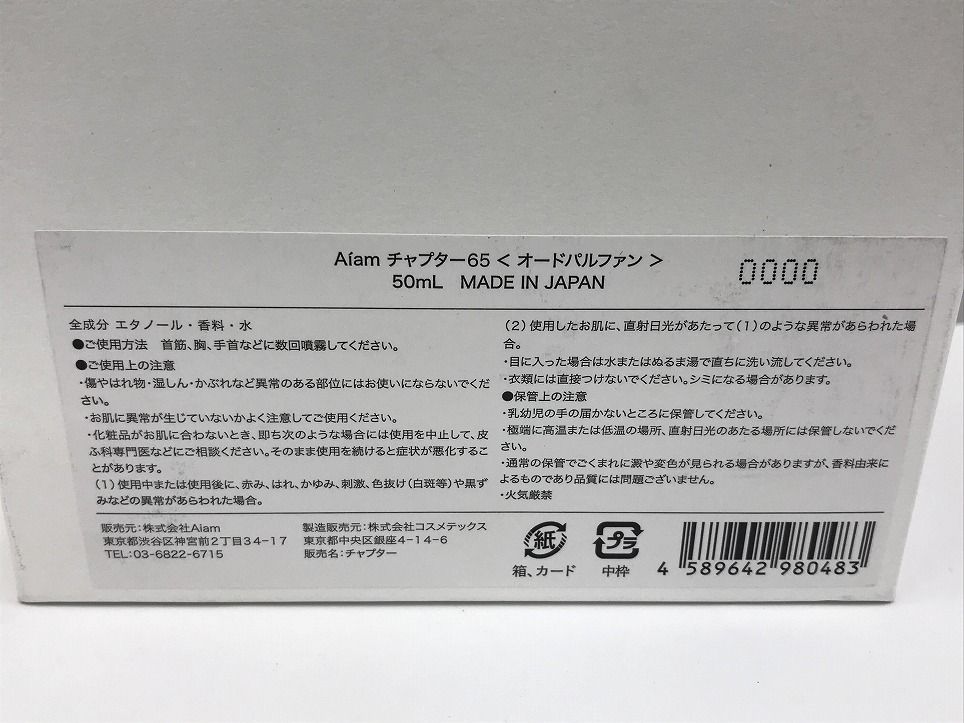 Aíam チャプター65 < オードパルファン >
50mL MADE IN JAPAN
0000
全成分 エタノール・香料・水
●ご使用方法 首筋、胸、手首などに数回噴霧してください。
●ご使用上の注意
・傷やはれ物・湿しん・かぶれなど異常のある部位にはお使いにならないでくだ
さい。
・お肌に異常が生じていないかよく注意してご使用ください。
・化粧品がお肌に合わないとき、即ち次のような場合には使用を中止して、皮
ふ科専門医などにご相談ください。そのまま使用を続けると症状が悪化するこ
とがあります。
(1)使用中または使用後に、赤み、はれ、かゆみ、刺激、色抜け(白斑等)や黒ず
みなどの異常があらわれた場合。
(2)使用したお肌に、直射日光があたって(1)のような異常があらわれた場
合。
・目に入った場合は水またはぬるま湯で直ちに洗い流してください。
・衣類には直接つけないでください。シミになる場合があります。
●保管上の注意
・乳幼児の手の届かないところに保管してください。
・極端に高温または低温の場所、直射日光のあたる場所には保管しないでくだ
さい。
・通常の保管でごくまれに澱や変色が見られる場合がありますが、香料由来に
よるものであり品質には問題ございません。
・火気厳禁
販売元:株式会社Aiam
東京都渋谷区神宮前2丁目34-17
TEL:03-6822-6715
製造販売元:株式会社コスメテックス
東京都中央区銀座4-14-6
販売名:チャプター
紙
箱、カード
プラ
中枠
4 589642 980483